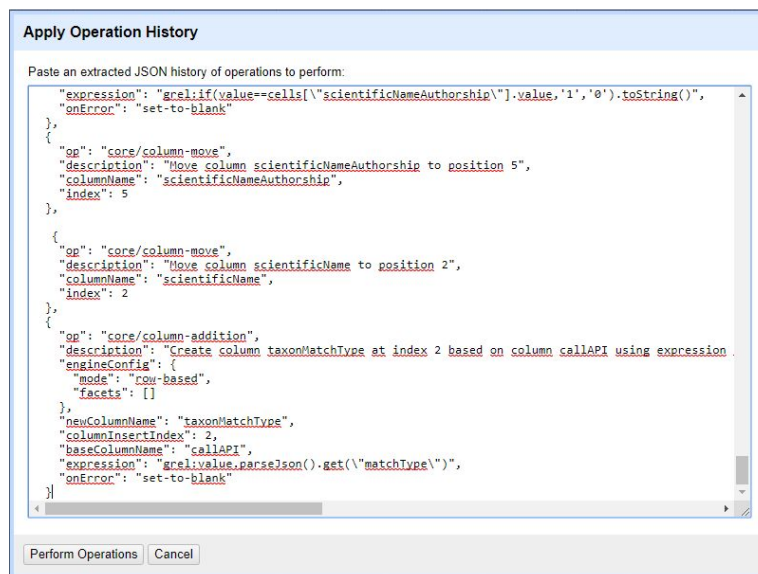 Apply Operation History
Paste an extracted JSON history of operations to perform:
"expression": "grel:if(value==cells[\"scientificNameAuthorship\"].value,'1','0').toString()",
"onError": "set-to-blank"
},
{
"op": "core/column-move",
"description": "Move column scientificNameAuthorship to position 5",
"columnName": "scientificNameAuthorship",
"index": 5
},
{
"op": "core/column-move",
"description": "Move column scientificName to position 2",
"columnName": "scientificName",
"index": 2
},
{
"op": "core/column-addition",
"description": "Create column taxonMatchType at index 2 based on column callAPI using expression
"engineConfig": {
"mode": "row-based",
"facets": []
},
"newColumnName": "taxonMatchType",
"columnInsertIndex": 2,
"baseColumnName": "callAPI",
"expression": "grel:value.parseJson().get(\"matchType\")",
"onError": "set-to-blank"
}
Perform Operations Cancel